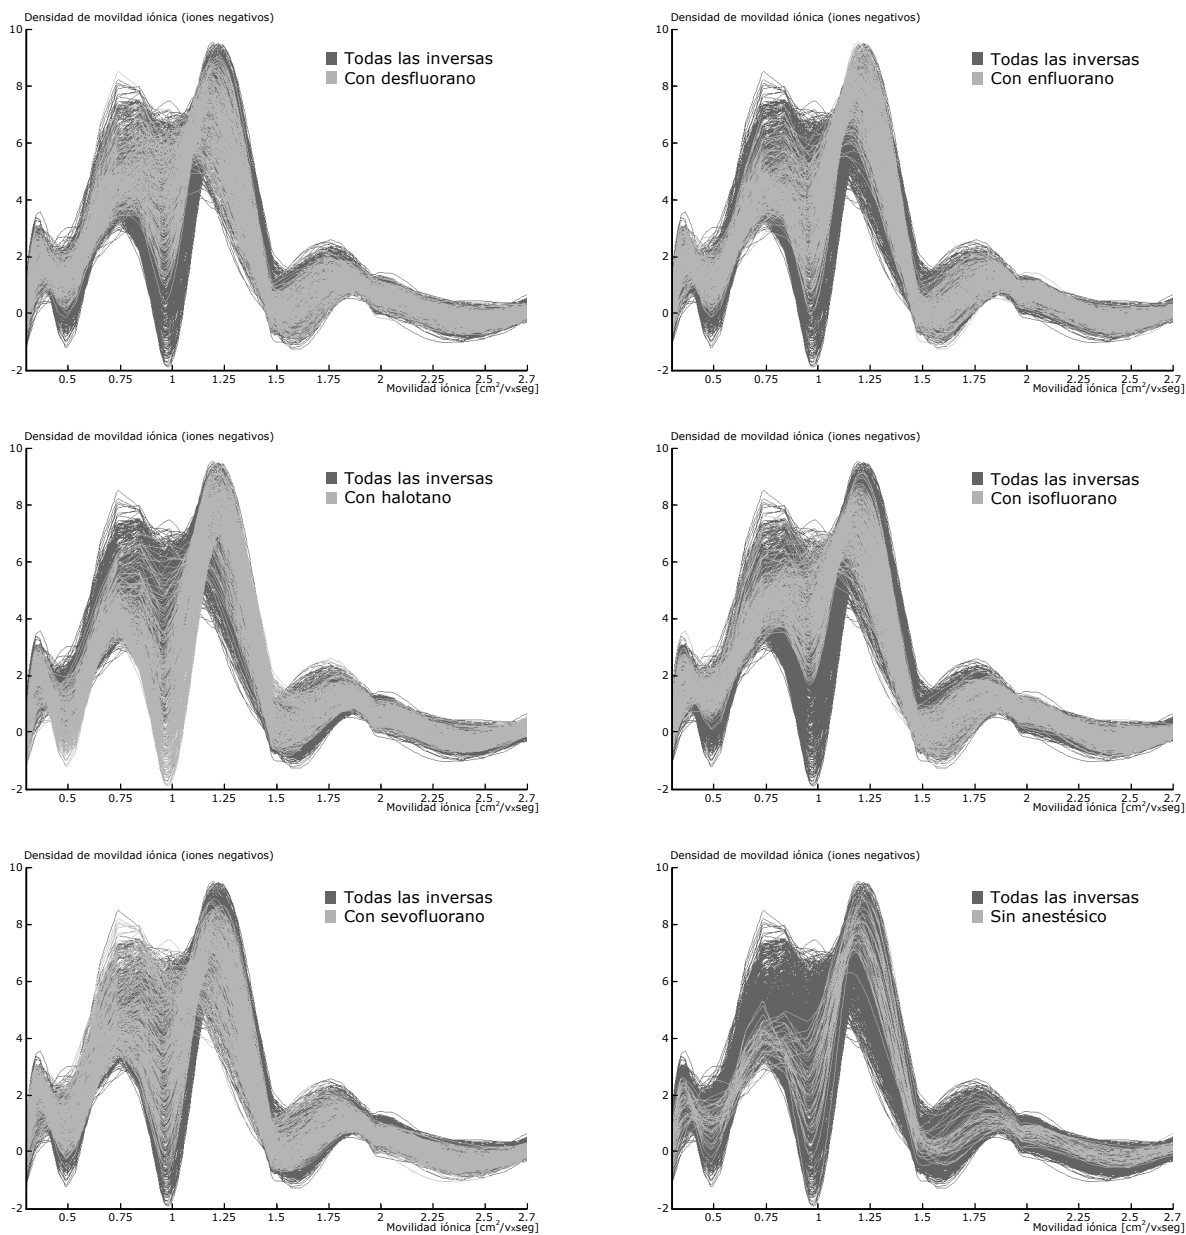 Densidad de movildad iónica (iones negativos)
10
8
6
4
2
0
-2
Todas las inversas
Con desfluorano
0.5 0.75 1 1.25 1.5 1.75 2 2.25 2.5 2.7
Movilidad iónica [cm²/vxseg]
Densidad de movildad iónica (iones negativos)
10
8
6
4
2
0
-2
Todas las inversas
Con enfluorano
0.5 0.75 1 1.25 1.5 1.75 2 2.25 2.5 2.7
Movilidad iónica [cm²/vxseg]
Densidad de movildad iónica (iones negativos)
10
8
6
4
2
0
-2
Todas las inversas
Con halotano
0.5 0.75 1 1.25 1.5 1.75 2 2.25 2.5 2.7
Movilidad iónica [cm²/vxseg]
Densidad de movildad iónica (iones negativos)
10
8
6
4
2
0
-2
Todas las inversas
Con isofluorano
0.5 0.75 1 1.25 1.5 1.75 2 2.25 2.5 2.7
Movilidad iónica [cm²/vxseg]
Densidad de movildad iónica (iones negativos)
10
8
6
4
2
0
-2
Todas las inversas
Con sevofluorano
0.5 0.75 1 1.25 1.5 1.75 2 2.25 2.5 2.7
Movilidad iónica [cm²/vxseg]
Densidad de movildad iónica (iones negativos)
10
8
6
4
2
0
-2
Todas las inversas
Sin anestésico
0.5 0.75 1 1.25 1.5 1.75 2 2.25 2.5 2.7
Movilidad iónica [cm²/vxseg]